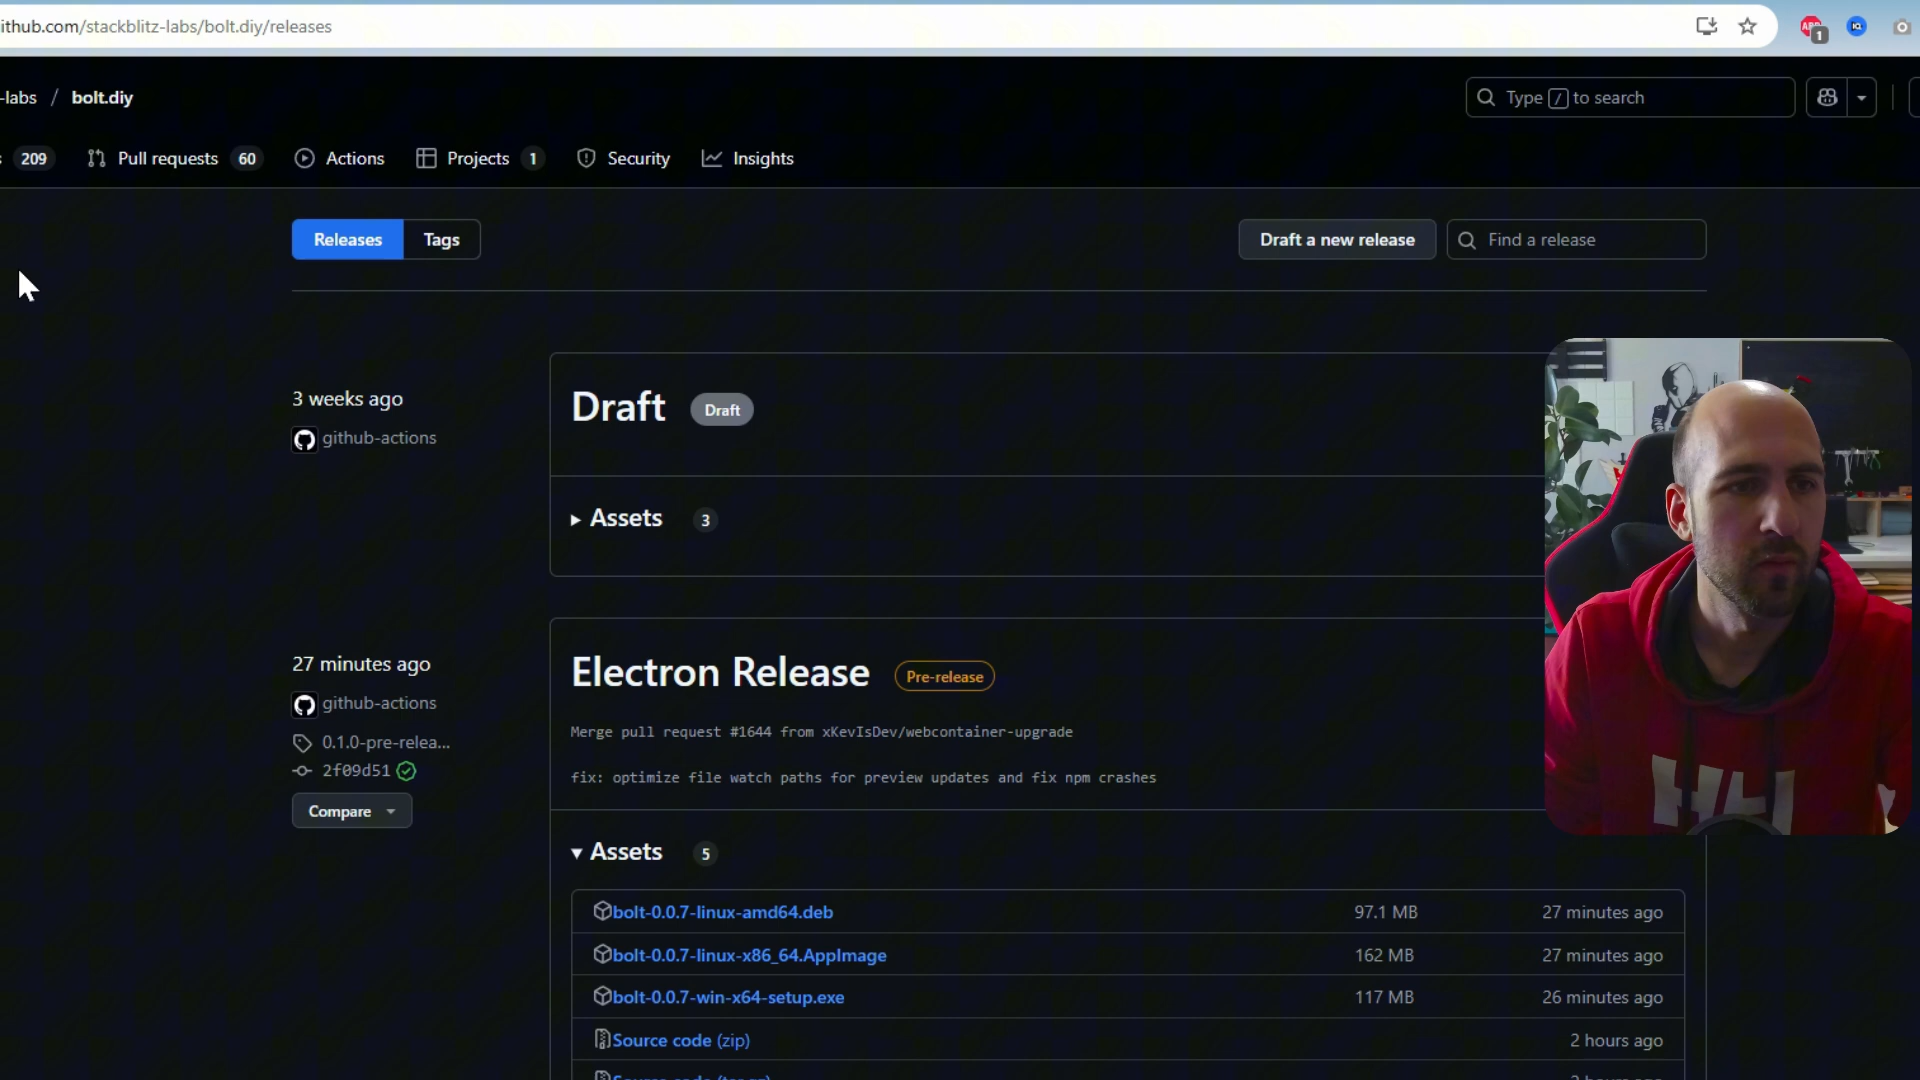 ithub.com/stackblitz-labs/bolt.diy/releases
1
-labs / bolt.diy
Type / to search
209 Pull requests 60 Actions Projects 1 Security Insights
Releases Tags
Draft a new release
Find a release
3 weeks ago
github-actions
Draft Draft
Assets 3
27 minutes ago
github-actions
0.1.0-pre-relea...
2f09d51
Compare
Electron Release Pre-release
Merge pull request #1644 from xKevIsDev/webcontainer-upgrade
fix: optimize file watch paths for preview updates and fix npm crashes
Assets 5
bolt-0.0.7-linux-amd64.deb 97.1 MB 27 minutes ago
bolt-0.0.7-linux-x86_64.AppImage 162 MB 27 minutes ago
bolt-0.0.7-win-x64-setup.exe 117 MB 26 minutes ago
Source code (zip) 2 hours ago